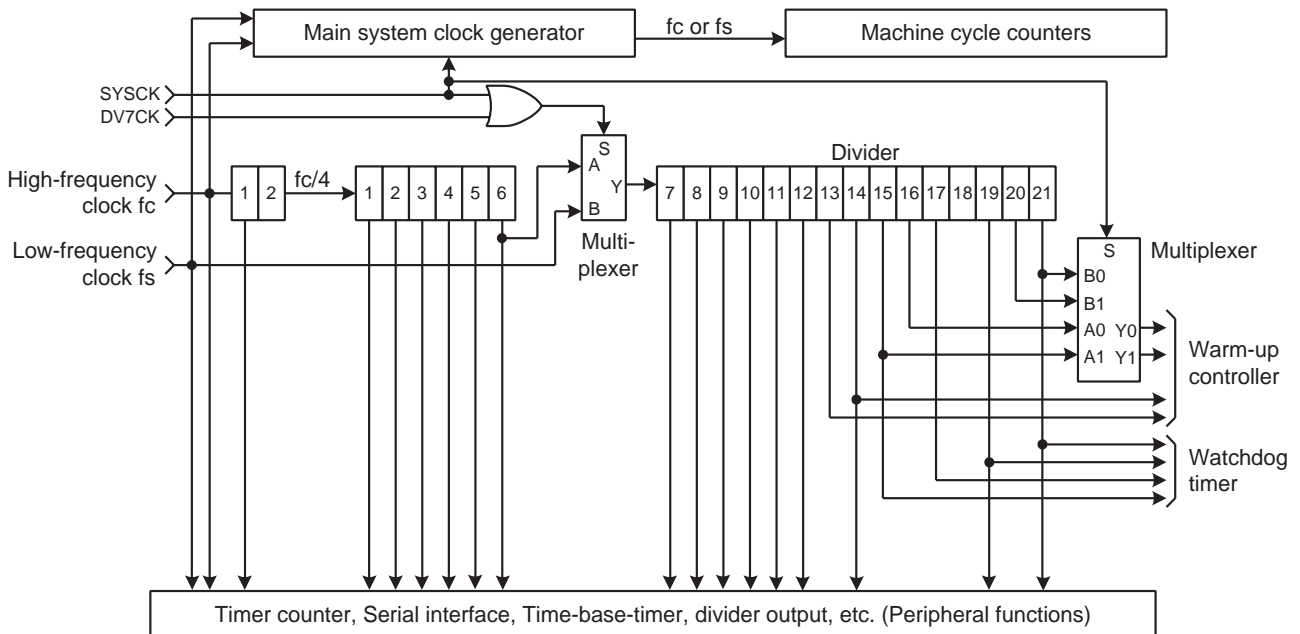 Main system clock generator
fc or fs
Machine cycle counters
SYSCK
DV7CK
High-frequency
clock fc
Low-frequency
clock fs
1 2
fc/4
1 2 3 4 5 6
S
A
Y
B
Multi-
plexer
Divider
7 8 9 10 11 12 13 14 15 16 17 18 19 20 21
S
Multiplexer
B0
B1
A0 Y0
A1 Y1
Warm-up
controller
Watchdog
timer
Timer counter, Serial interface, Time-base-timer, divider output, etc. (Peripheral functions)